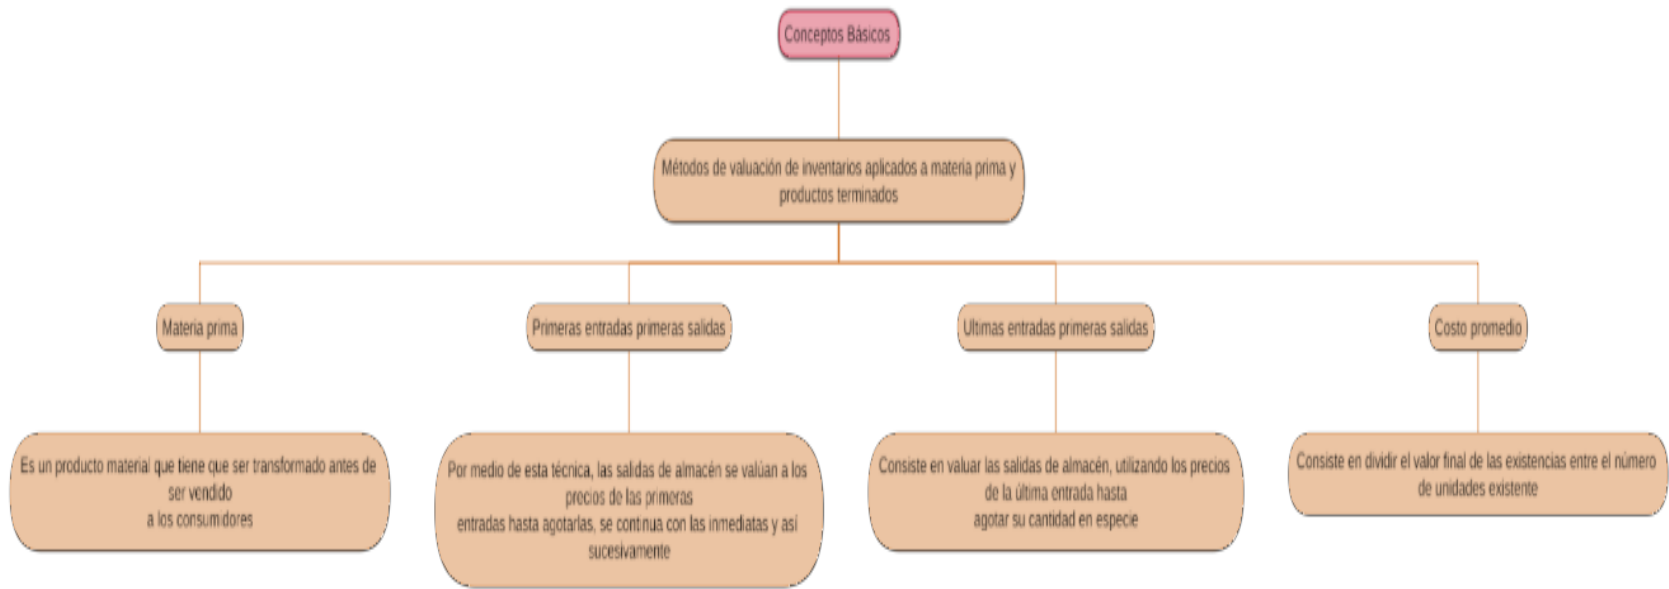 Conceptos Básicos
Métodos de valuación de inventarios aplicados a materia prima y
productos terminados
Materia prima
Primeras entradas primeras salidas
Ultimas entradas primeras salidas
Costo promedio
Es un producto material que tiene que ser transformado antes de
ser vendido
a los consumidores
Por medio de esta técnica, las salidas de almacén se valúan a los
precios de las primeras
entradas hasta agotarlas, se continua con las inmediatas y así
sucesivamente
Consiste en valuar las salidas de almacén, utilizando los precios
de la última entrada hasta
agotar su cantidad en especie
Consiste en dividir el valor final de las existencias entre el número
de unidades existente